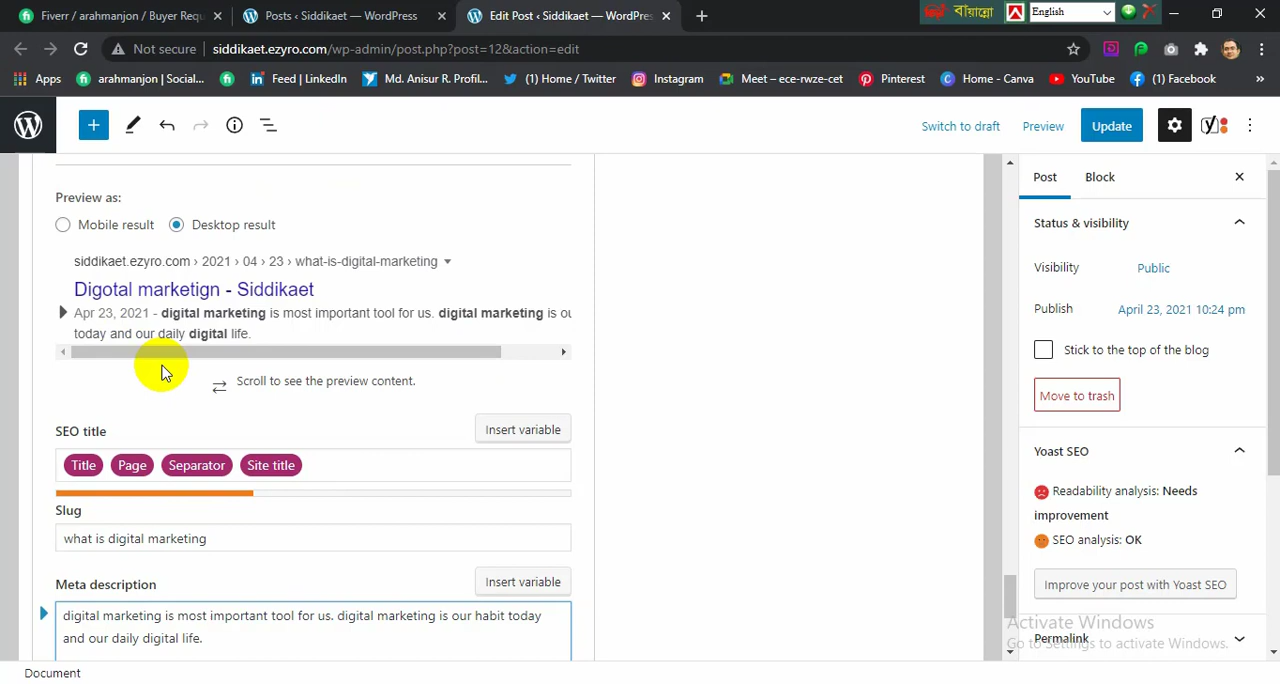 Fiverr / arahmanjon / Buyer Requ
Posts ‹ Siddikaet — WordPress
Edit Post ‹ Siddikaet — WordPres
বাঁয়ান্নো
English
Not secure
siddikaet.ezyro.com/wp-admin/post.php?post=12&action=edit
Apps
arahmanjon | Social...
Feed | LinkedIn
Md. Anisur R. Profil...
(1) Home / Twitter
Instagram
Meet – ece-rwze-cet
Pinterest
Home - Canva
YouTube
(1) Facebook
»
Switch to draft
Preview
Update
Preview as:
Mobile result
Desktop result
siddikaet.ezyro.com › 2021 › 04 › 23 › what-is-digital-marketing
Digotal marketign - Siddikaet
Apr 23, 2021 - digital marketing is most important tool for us. digital marketing is ou
today and our daily digital life.
Scroll to see the preview content.
SEO title
Insert variable
Title Page Separator Site title
Slug
what is digital marketing
Meta description
Insert variable
digital marketing is most important tool for us. digital marketing is our habit today
and our daily digital life.
Document
Post
Block
Status & visibility
Visibility
Public
Publish
April 23, 2021 10:24 pm
Stick to the top of the blog
Move to trash
Yoast SEO
Readability analysis: Needs
improvement
SEO analysis: OK
Improve your post with Yoast SEO
Permalink
Activate Windows
Go to Settings to activate Windows.